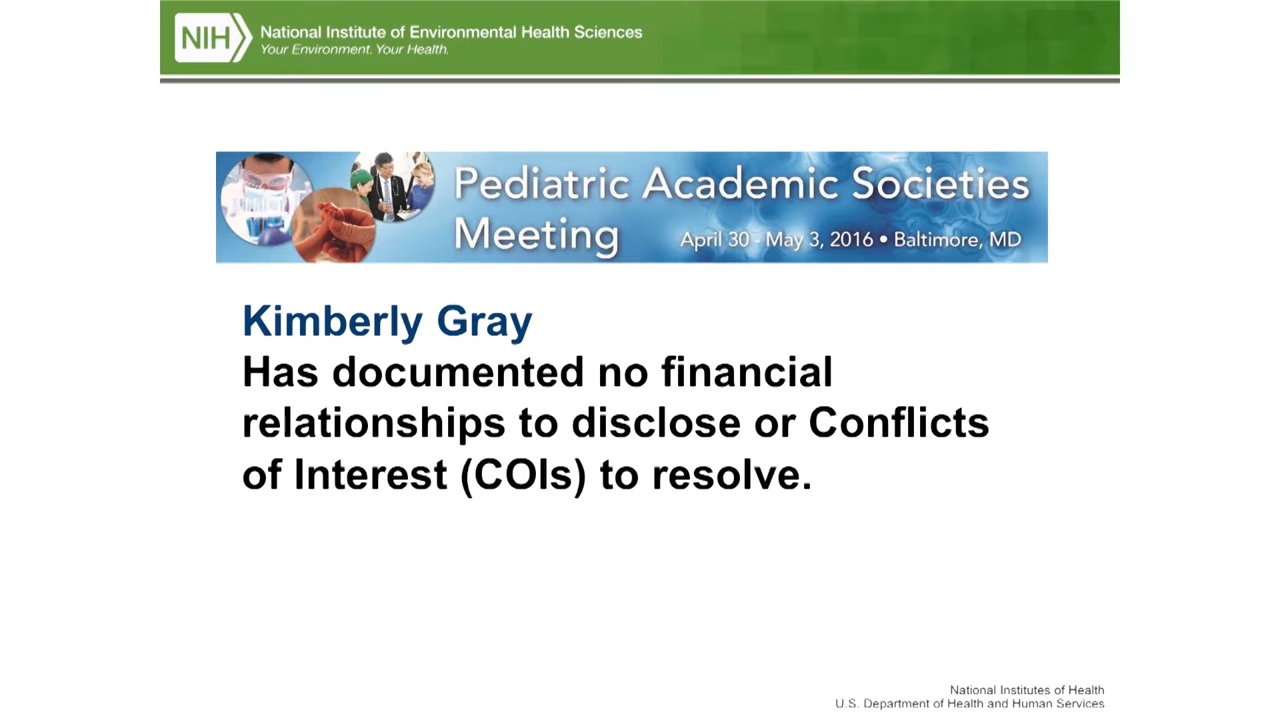 NIH
National Institute of Environmental Health Sciences
Your Environment. Your Health.
Pediatric Academic Societies
Meeting
April 30 - May 3, 2016 • Baltimore, MD
Kimberly Gray
Has documented no financial
relationships to disclose or Conflicts
of Interest (COIs) to resolve.
National Institutes of Health
U.S. Department of Health and Human Services